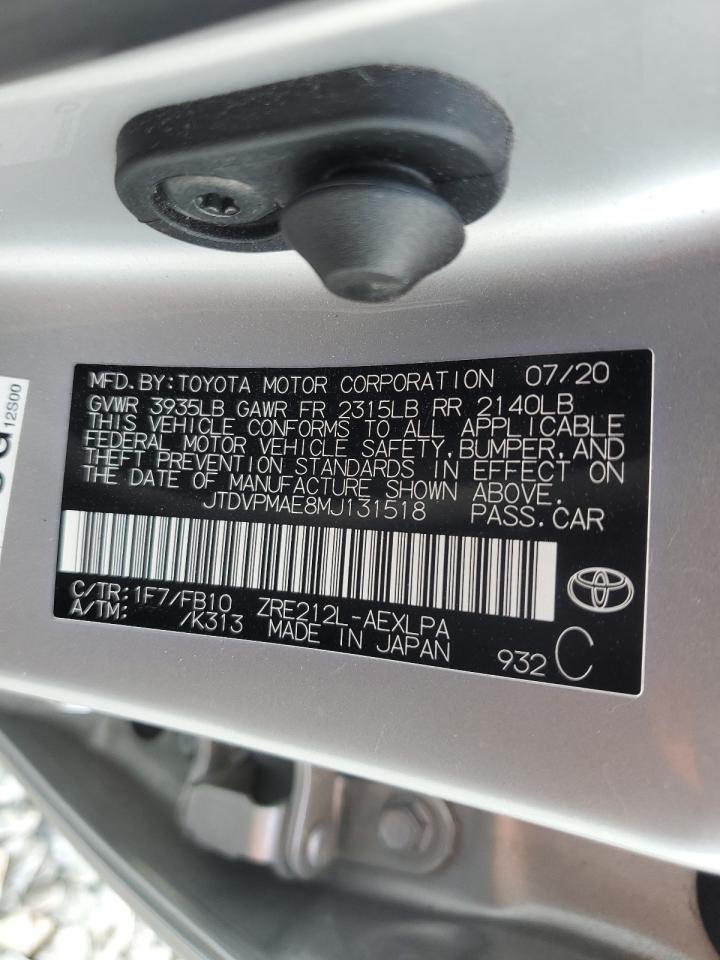 MFD.BY:TOYOTA MOTOR CORPORATION 07/20
GVWR 3935LB GAWR FR 2315LB RR 2140LB
THIS VEHICLE CONFORMS TO ALL APPLICABLE
FEDERAL MOTOR VEHICLE SAFETY,BUMPER,AND
THEFT PREVENTION STANDARDS IN EFFECT ON
THE DATE OF MANUFACTURE SHOWN ABOVE.
JTDVPMAE8MJ131518 PASS.CAR
C/TR:1F7/FB10 ZRE212L-AEXLPA
A/TM: /K313 MADE IN JAPAN
932 C
12S00